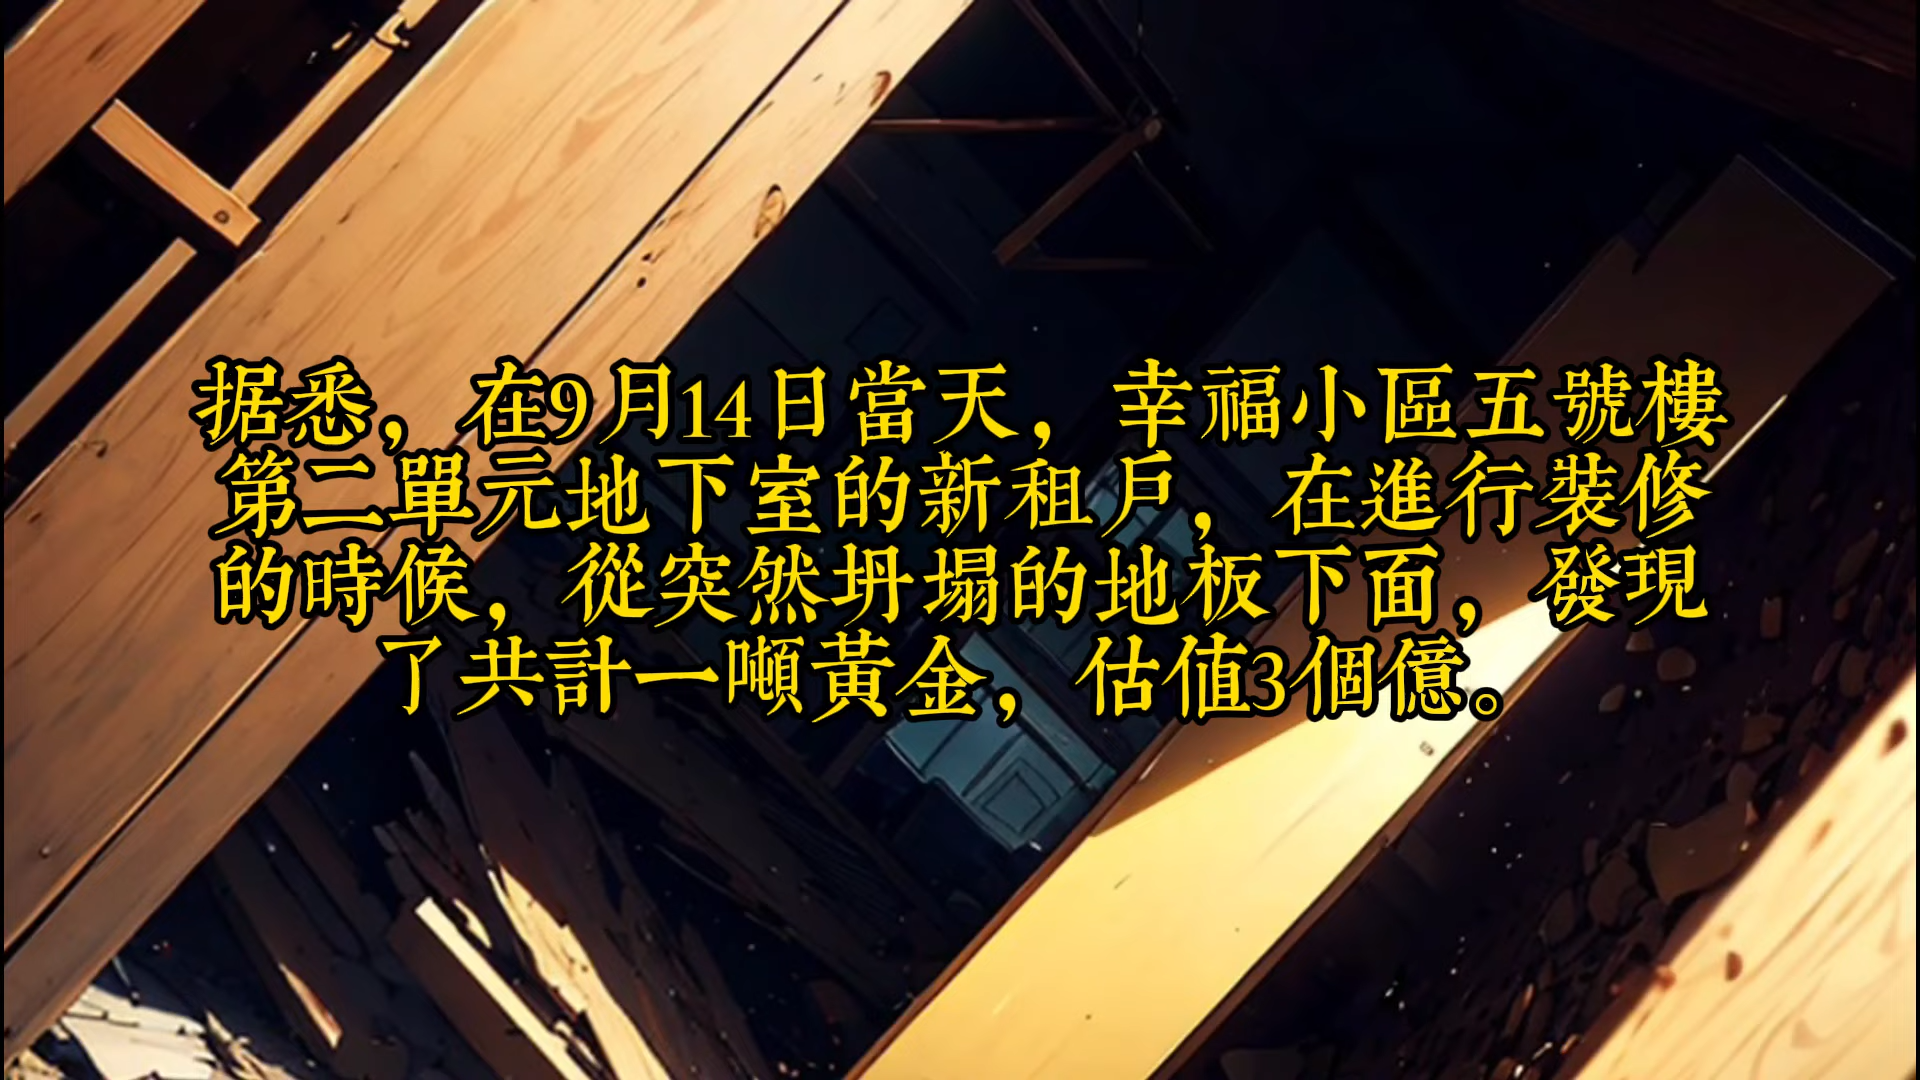 据悉，在9月14日當天，幸福小區五號樓
第二單元地下室的新租戶，在進行裝修
的時候，從突然坍塌的地板下面，發現
了共計一噸黃金，估值3個億。